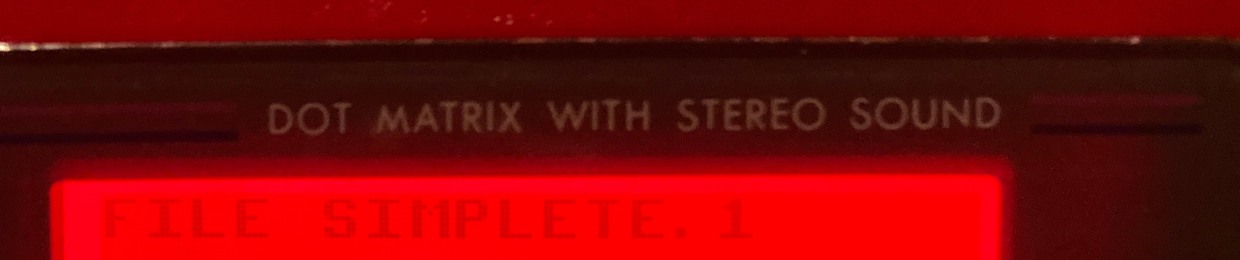 DOT MATRIX WITH STEREO SOUND
FILE SIMPLETE.1